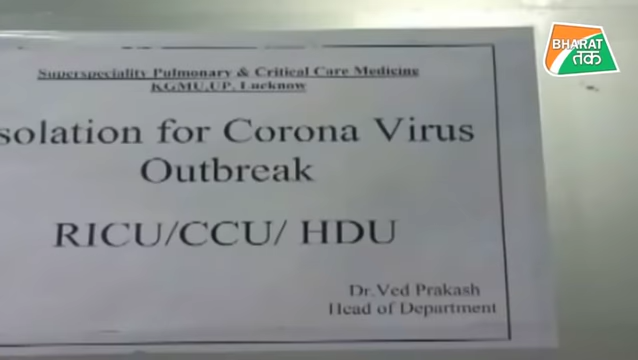 BHARAT
तक
Superspeciality Pulmonary & Critical Care Medicine
KGMU,UP, Lucknow
solation for Corona Virus
Outbreak
RICU/CCU/ HDU
Dr.Ved Prakash
Head of Department